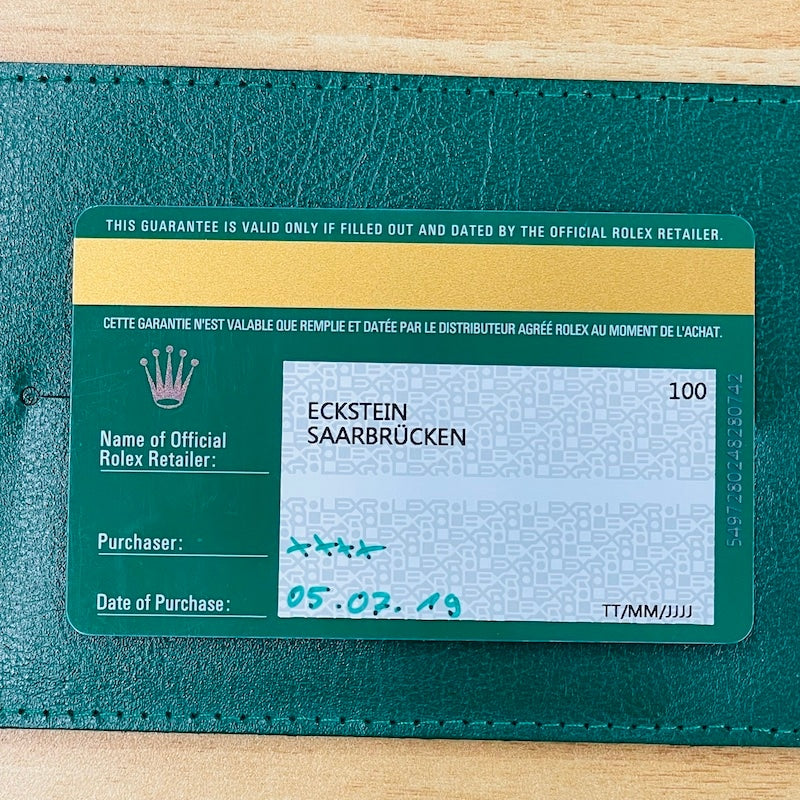 THIS GUARANTEE IS VALID ONLY IF FILLED OUT AND DATED BY THE OFFICIAL ROLEX RETAILER.
CETTE GARANTIE N'EST VALABLE QUE REMPLIE ET DATÉE PAR LE DISTRIBUTEUR AGRÉÉ ROLEX AU MOMENT DE L'ACHAT.
100
ECKSTEIN
SAARBRÜCKEN
Name of Official
Rolex Retailer:
Purchaser: xxxx
Date of Purchase: 05.07.19
TT/MM/JJJJ
5497280248280742